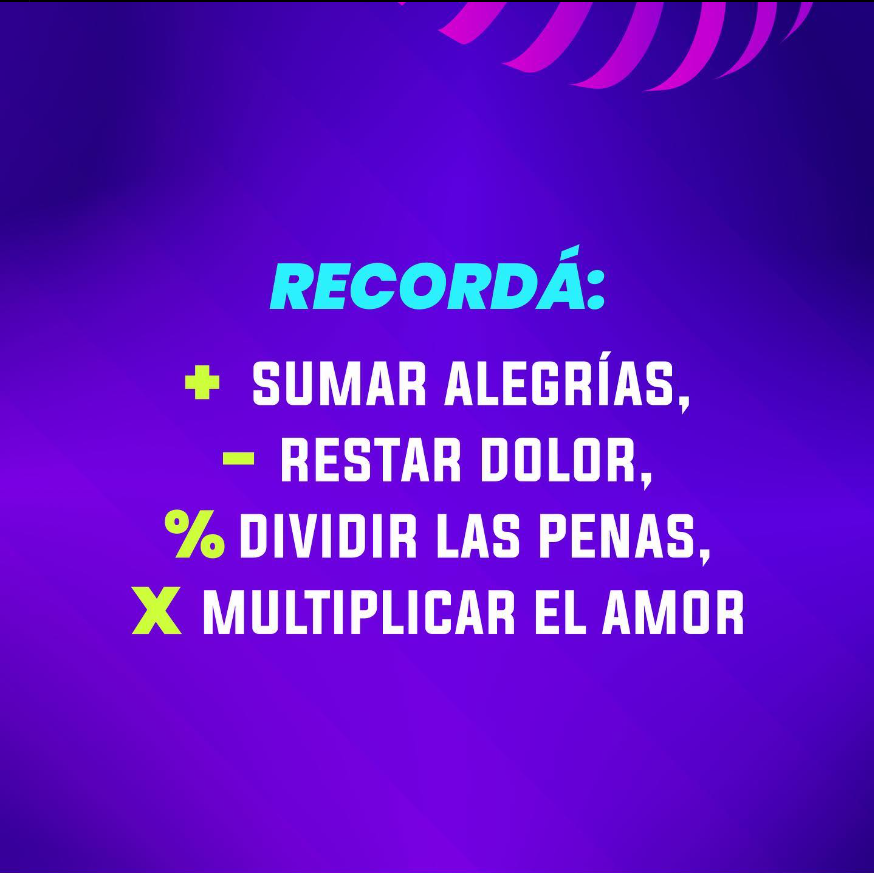 RECORDÁ:
+ SUMAR ALEGRÍAS,
- RESTAR DOLOR,
% DIVIDIR LAS PENAS,
X MULTIPLICAR EL AMOR